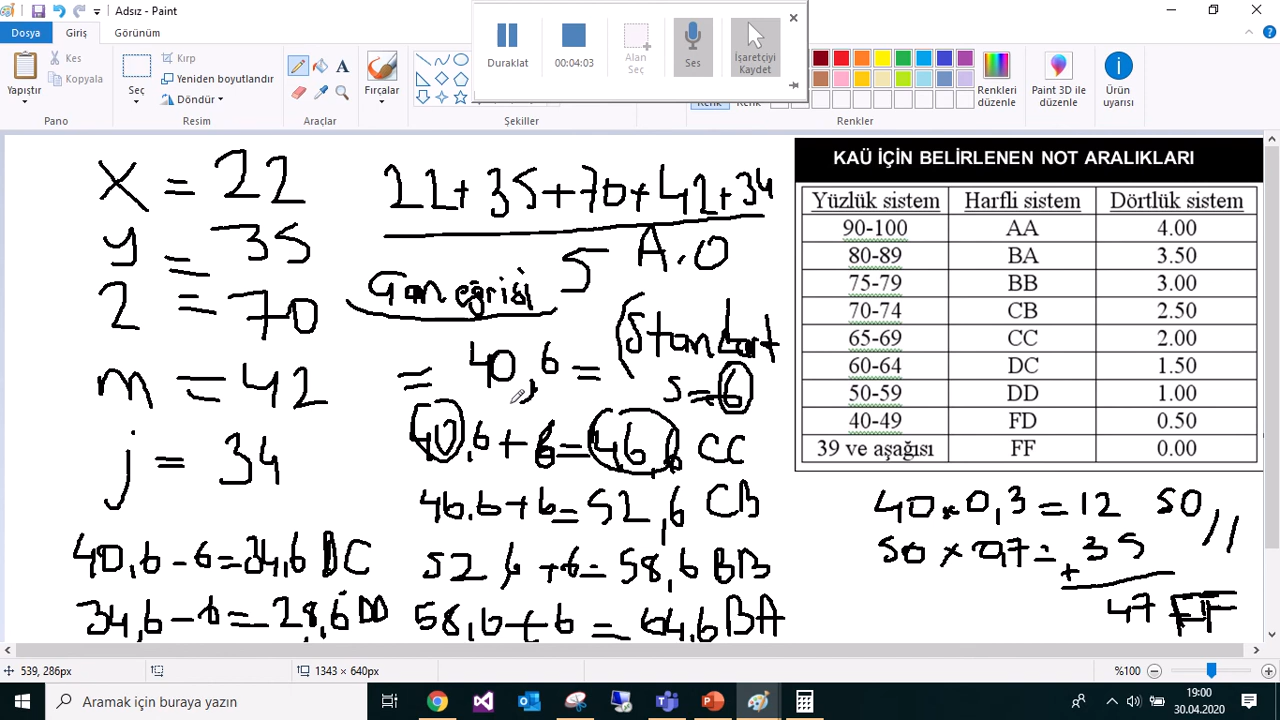 Adsız - Paint
Dosya
Giriş
Görünüm
Yapıştır
Kes
Kopyala
Pano
Seç
Kırp
Yeniden boyutlandır
Döndür
Resim
Araçlar
Fırçalar
Şekiller
Duraklat
00:04:03
Alan Seç
Ses
İşaretçiyi Kaydet
Renk
Renk
Renkleri düzenle
Paint 3D ile düzenle
Ürün uyarısı
Renkler
x = 22
y = 35
z = 70
m = 42
j = 34
40,6 - 6 = 34,6 DC
34,6 - 6 = 28,6 DD
22 + 35 + 70 + 42 + 34
5 A.O
Can eğrisi
= 40,6 =
(Standart
s = 6
40,6 + 6 = 46,6 CC
46.6 + 6 = 52,6 CB
52 6 + 6 = 58,6 BB
58,6 + 6 = 64,6 BA
KAÜ İÇİN BELİRLENEN NOT ARALIKLARI
Yüzlük sistem Harfli sistem Dörtlük sistem
90-100 AA 4.00
80-89 BA 3.50
75-79 BB 3.00
70-74 CB 2.50
65-69 CC 2.00
60-64 DC 1.50
50-59 DD 1.00
40-49 FD 0.50
39 ve aşağısı FF 0.00
40 x 0,3 = 12 50 //
50 x 0,7 = 35
+
47 FF
539, 286px
1343 × 640px
%100
Aramak için buraya yazın
19:00
30.04.2020